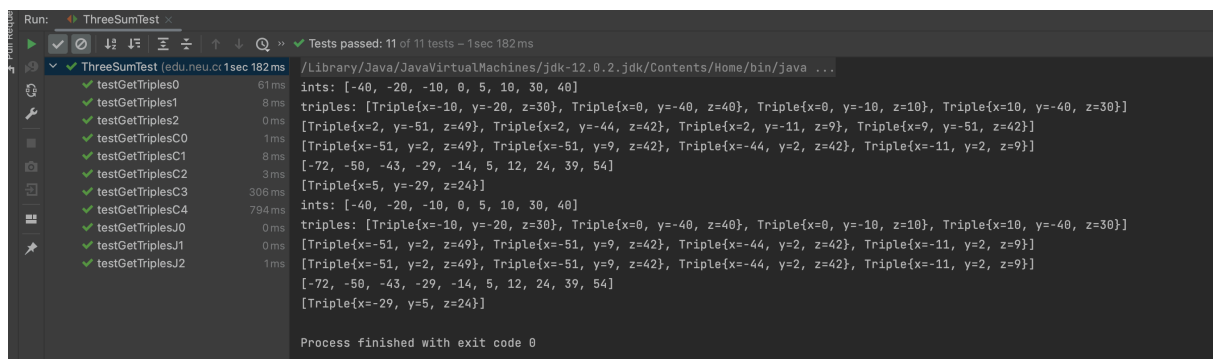 Run: ThreeSumTest ×
Tests passed: 11 of 11 tests – 1 sec 182 ms
ThreeSumTest (edu.neu.cc 1 sec 182 ms
testGetTriples0 61 ms
testGetTriples1 8 ms
testGetTriples2 0 ms
testGetTriplesC0 1 ms
testGetTriplesC1 8 ms
testGetTriplesC2 3 ms
testGetTriplesC3 306 ms
testGetTriplesC4 794 ms
testGetTriplesJ0 0 ms
testGetTriplesJ1 0 ms
testGetTriplesJ2 1 ms
/Library/Java/JavaVirtualMachines/jdk-12.0.2.jdk/Contents/Home/bin/java ...
ints: [-40, -20, -10, 0, 5, 10, 30, 40]
triples: [Triple{x=-10, y=-20, z=30}, Triple{x=0, y=-40, z=40}, Triple{x=0, y=-10, z=10}, Triple{x=10, y=-40, z=30}]
[Triple{x=2, y=-51, z=49}, Triple{x=2, y=-44, z=42}, Triple{x=2, y=-11, z=9}, Triple{x=9, y=-51, z=42}]
[Triple{x=-51, y=2, z=49}, Triple{x=-51, y=9, z=42}, Triple{x=-44, y=2, z=42}, Triple{x=-11, y=2, z=9}]
[-72, -50, -43, -29, -14, 5, 12, 24, 39, 54]
[Triple{x=5, y=-29, z=24}]
ints: [-40, -20, -10, 0, 5, 10, 30, 40]
triples: [Triple{x=-10, y=-20, z=30}, Triple{x=0, y=-40, z=40}, Triple{x=0, y=-10, z=10}, Triple{x=10, y=-40, z=30}]
[Triple{x=-51, y=2, z=49}, Triple{x=-51, y=9, z=42}, Triple{x=-44, y=2, z=42}, Triple{x=-11, y=2, z=9}]
[Triple{x=-51, y=2, z=49}, Triple{x=-51, y=9, z=42}, Triple{x=-44, y=2, z=42}, Triple{x=-11, y=2, z=9}]
[-72, -50, -43, -29, -14, 5, 12, 24, 39, 54]
[Triple{x=-29, y=5, z=24}]
Process finished with exit code 0